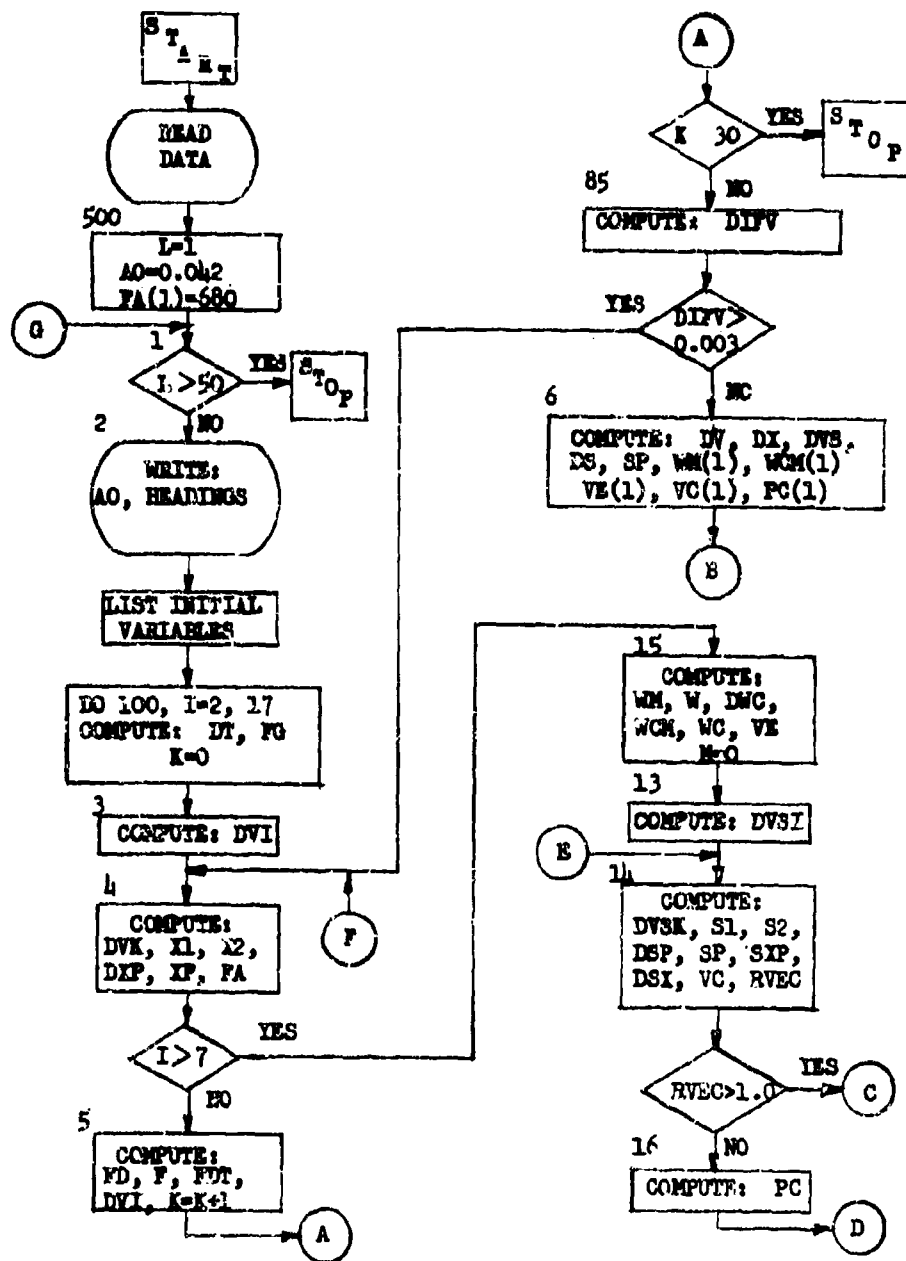 START
READ
DATA
500
L=1
AO=0.042
FA(1)=680
G
1
L >50
YES
STOP
NO
2
WRITE:
AO, HEADINGS
LIST INITIAL
VARIABLES
DO 100, I=2, 17
COMPUTE: DT, FG
K=0
3
COMPUTE: DVI
4
COMPUTE:
DVK, X1, X2,
DXP, XP, FA
F
I>7
YES
NO
5
COMPUTE:
FD, F, FDT,
DVI, K=K+1
A
A
K 30
YES
STOP
NO
85
COMPUTE: DIFV
YES
DIFV>
0.003
NO
6
COMPUTE: DV, DX, DVS,
DS, SP, WM(1), WCM(1)
VE(1), VC(1), PC(1)
B
15
COMPUTE:
WM, W, DWC,
WCM, WC, VE
M=0
13
COMPUTE: DVSI
E
14
COMPUTE:
DVSK, S1, S2,
DSP, SP, SXP,
DSX, VC, RVEC
RVEC>1.0
YES
C
NO
16
COMPUTE: PC
D